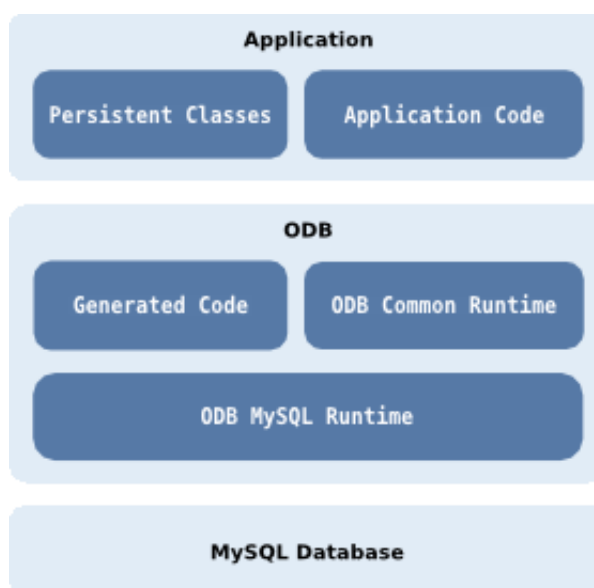 Application
Persistent Classes
Application Code
ODB
Generated Code
ODB Common Runtime
ODB MySQL Runtime
MySQL Database